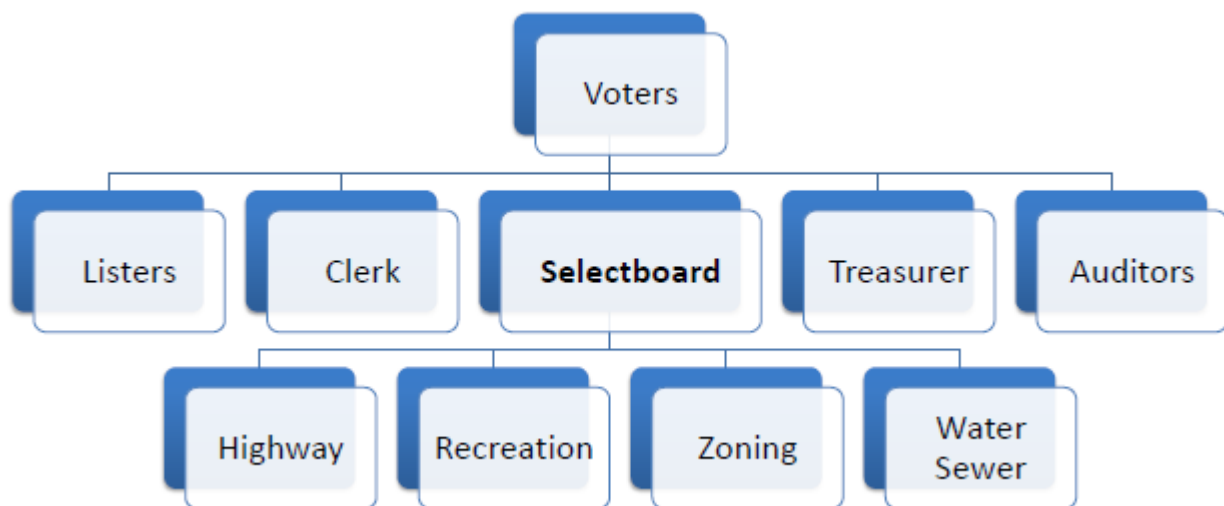 Voters
Listers
Clerk
Selectboard
Treasurer
Auditors
Highway
Recreation
Zoning
Water
Sewer